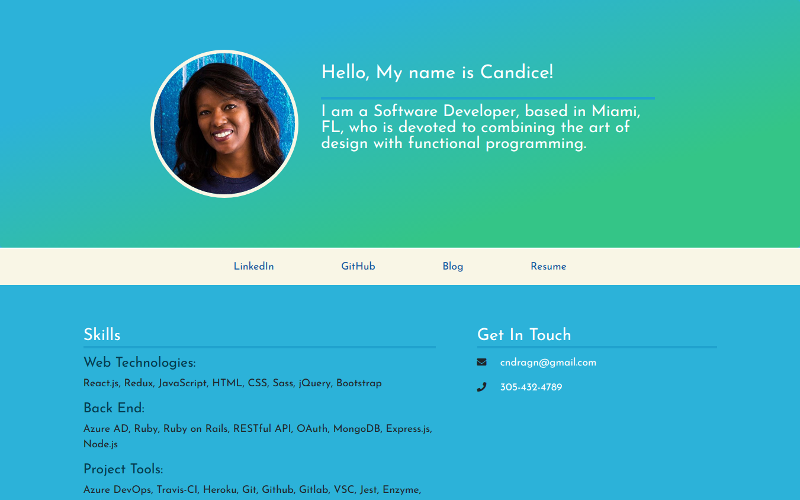 Hello, My name is Candice!
I am a Software Developer, based in Miami,
FL, who is devoted to combining the art of
design with functional programming.
LinkedIn GitHub Blog Resume
Skills
Web Technologies:
React.js, Redux, JavaScript, HTML, CSS, Sass, jQuery, Bootstrap
Back End:
Azure AD, Ruby, Ruby on Rails, RESTful API, OAuth, MongoDB, Express.js,
Node.js
Project Tools:
Azure DevOps, Travis-CI, Heroku, Git, Github, Gitlab, VSC, Jest, Enzyme,
Get In Touch
cndragn@gmail.com
305-432-4789